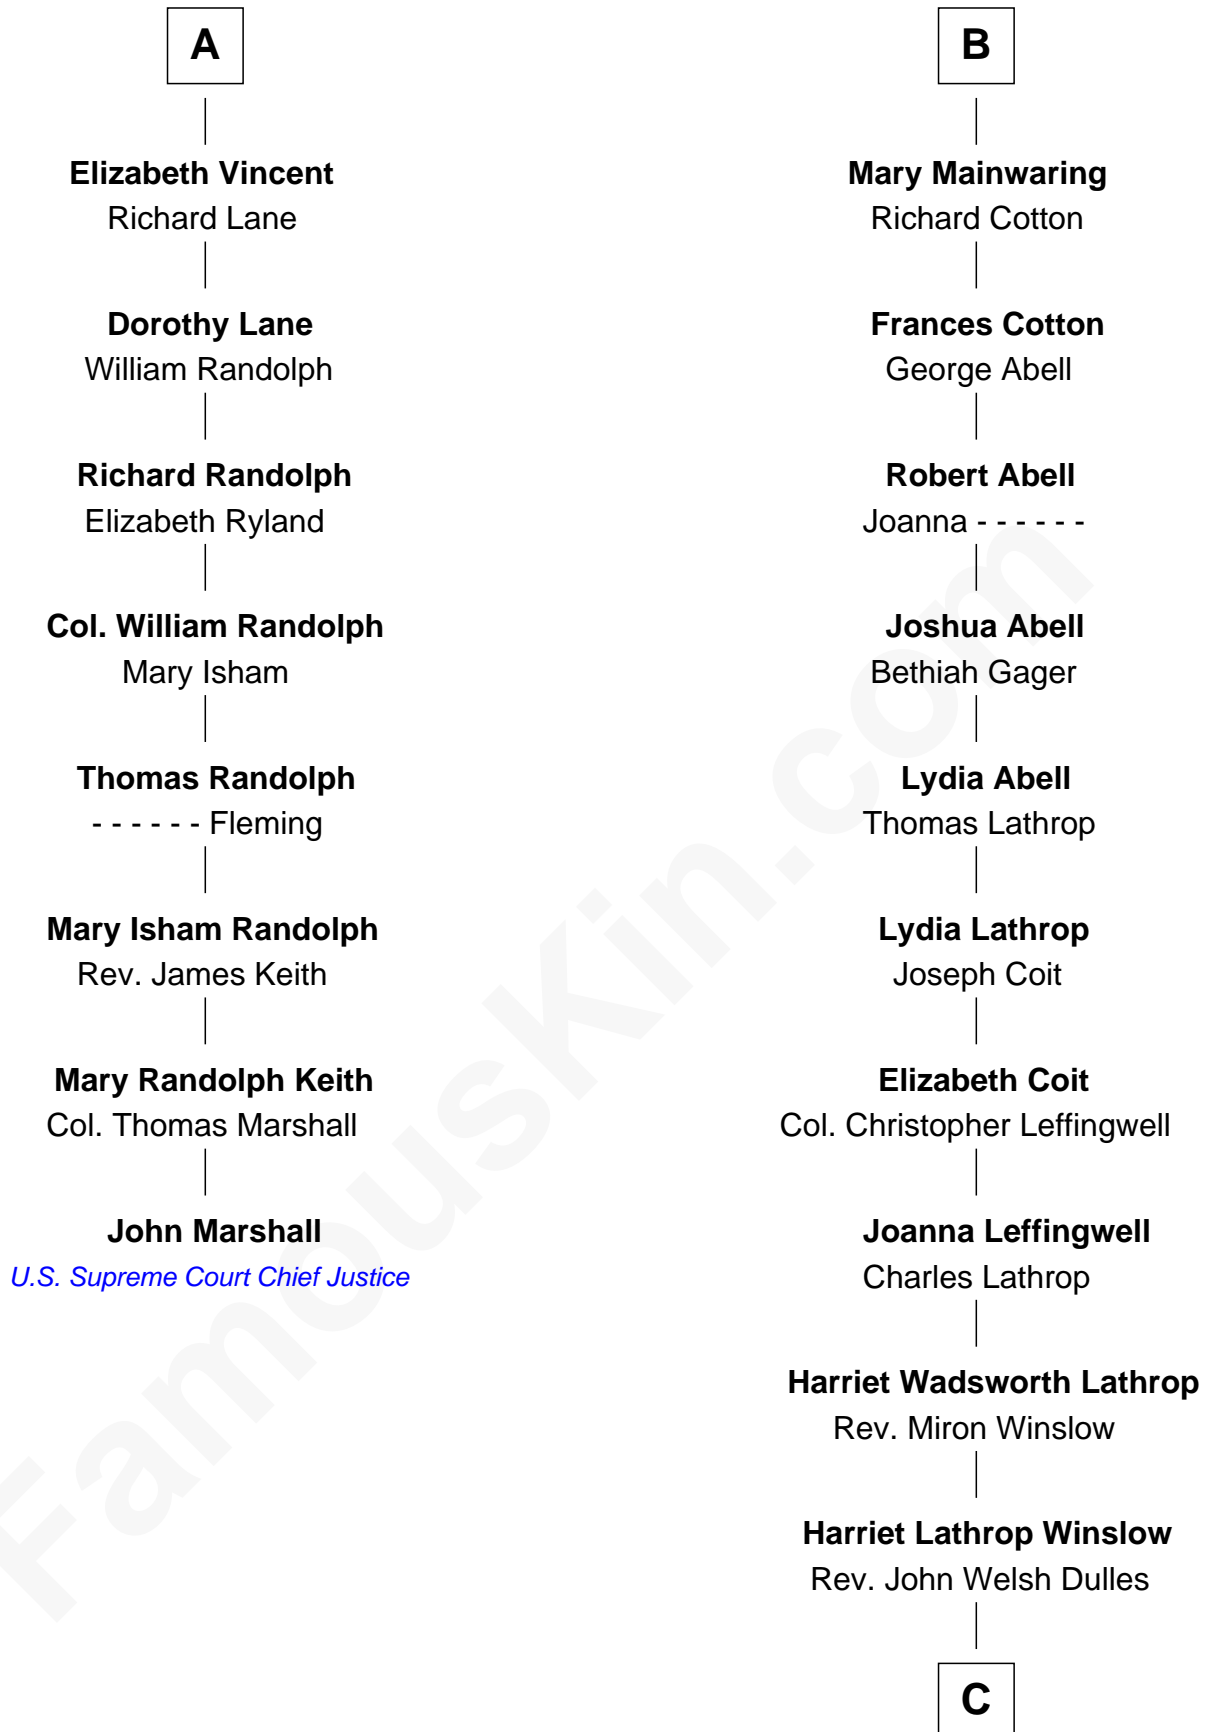 A
Elizabeth Vincent
Richard Lane
Dorothy Lane
William Randolph
Richard Randolph
Elizabeth Ryland
Col. William Randolph
Mary Isham
Thomas Randolph
- - - - - - Fleming
Mary Isham Randolph
Rev. James Keith
Mary Randolph Keith
Col. Thomas Marshall
John Marshall
U.S. Supreme Court Chief Justice
B
Mary Mainwaring
Richard Cotton
Frances Cotton
George Abell
Robert Abell
Joanna - - - - - -
Joshua Abell
Bethiah Gager
Lydia Abell
Thomas Lathrop
Lydia Lathrop
Joseph Coit
Elizabeth Coit
Col. Christopher Leffingwell
Joanna Leffingwell
Charles Lathrop
Harriet Wadsworth Lathrop
Rev. Miron Winslow
Harriet Lathrop Winslow
Rev. John Welsh Dulles
C
FamousKin.com